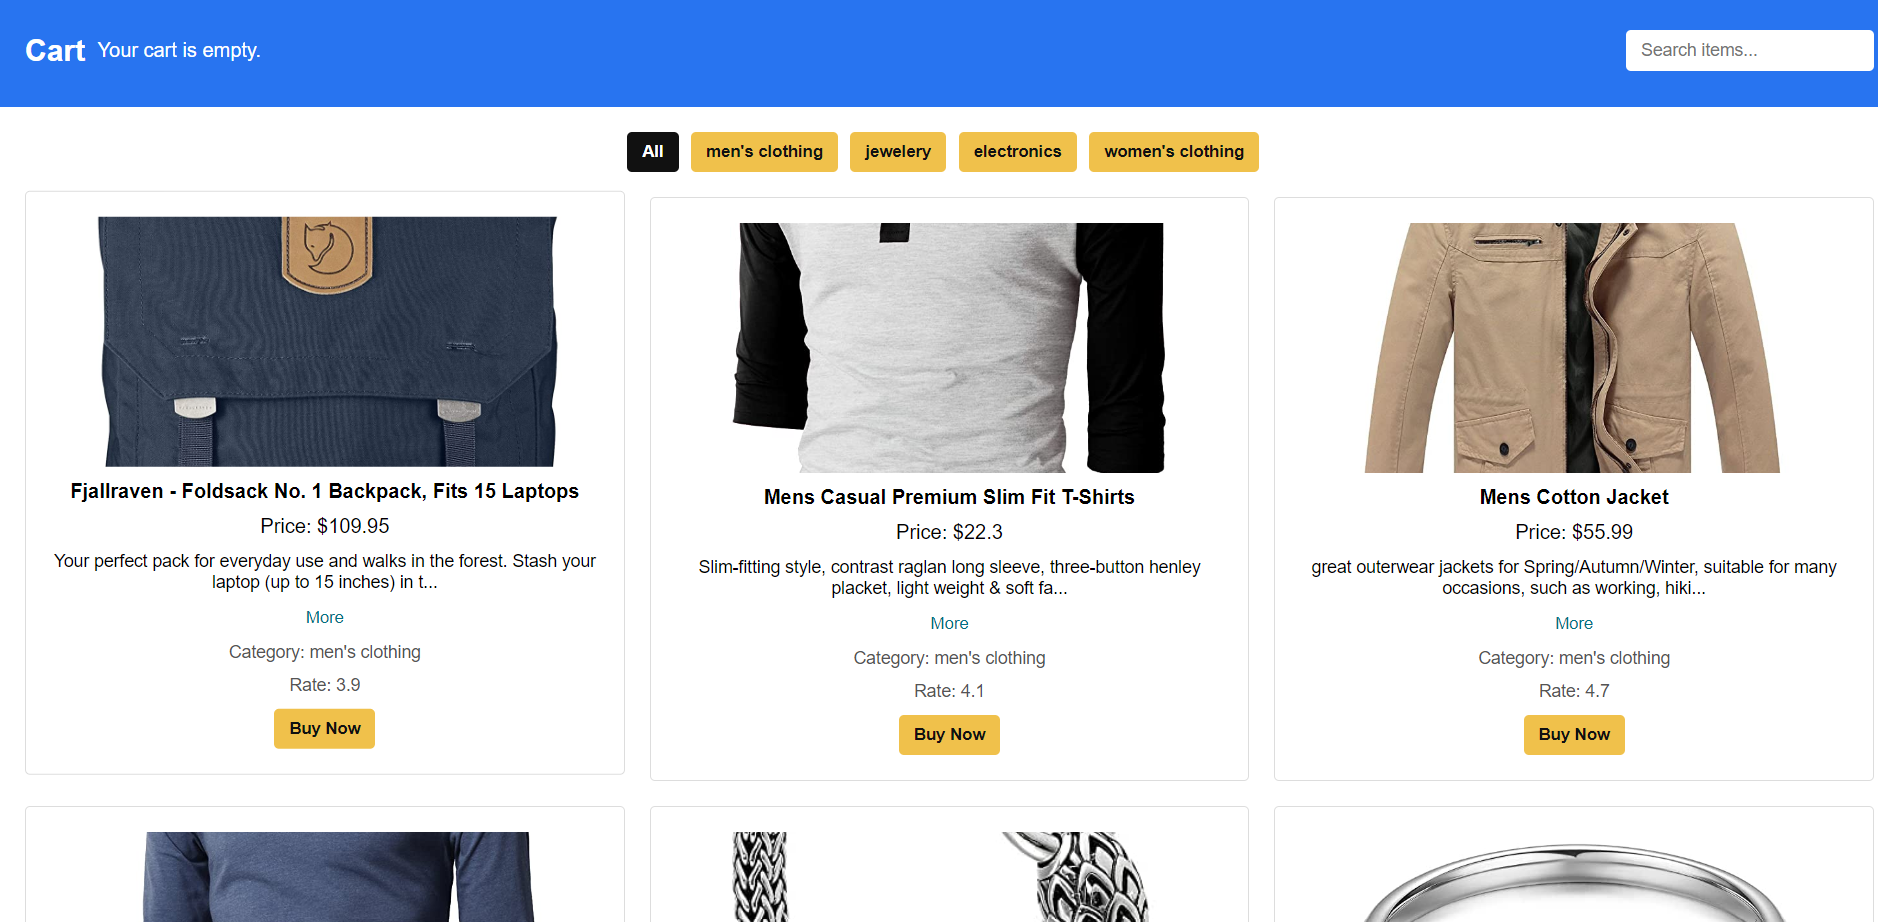 Cart Your cart is empty.
Search items...
All
men's clothing
jewelery
electronics
women's clothing
Fjallraven - Foldsack No. 1 Backpack, Fits 15 Laptops
Price: $109.95
Your perfect pack for everyday use and walks in the forest. Stash your
laptop (up to 15 inches) in t...
More
Category: men's clothing
Rate: 3.9
Buy Now
Mens Casual Premium Slim Fit T-Shirts
Price: $22.3
Slim-fitting style, contrast raglan long sleeve, three-button henley
placket, light weight & soft fa...
More
Category: men's clothing
Rate: 4.1
Buy Now
Mens Cotton Jacket
Price: $55.99
great outerwear jackets for Spring/Autumn/Winter, suitable for many
occasions, such as working, hiki...
More
Category: men's clothing
Rate: 4.7
Buy Now